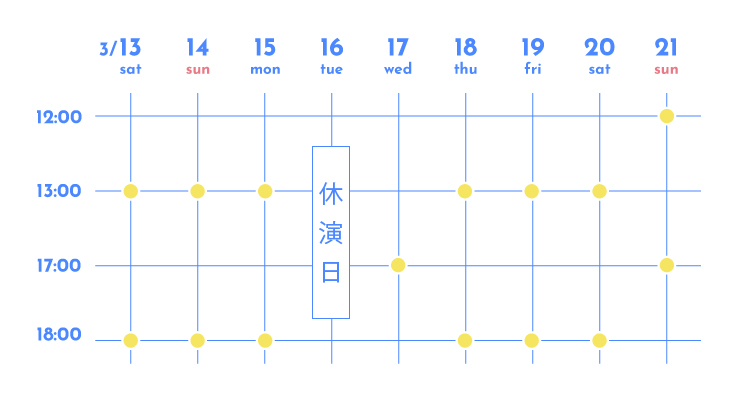 3/13 14 15 16 17 18 19 20 21
sat sun mon tue wed thu fri sat sun
12:00
13:00
17:00
18:00
休演日